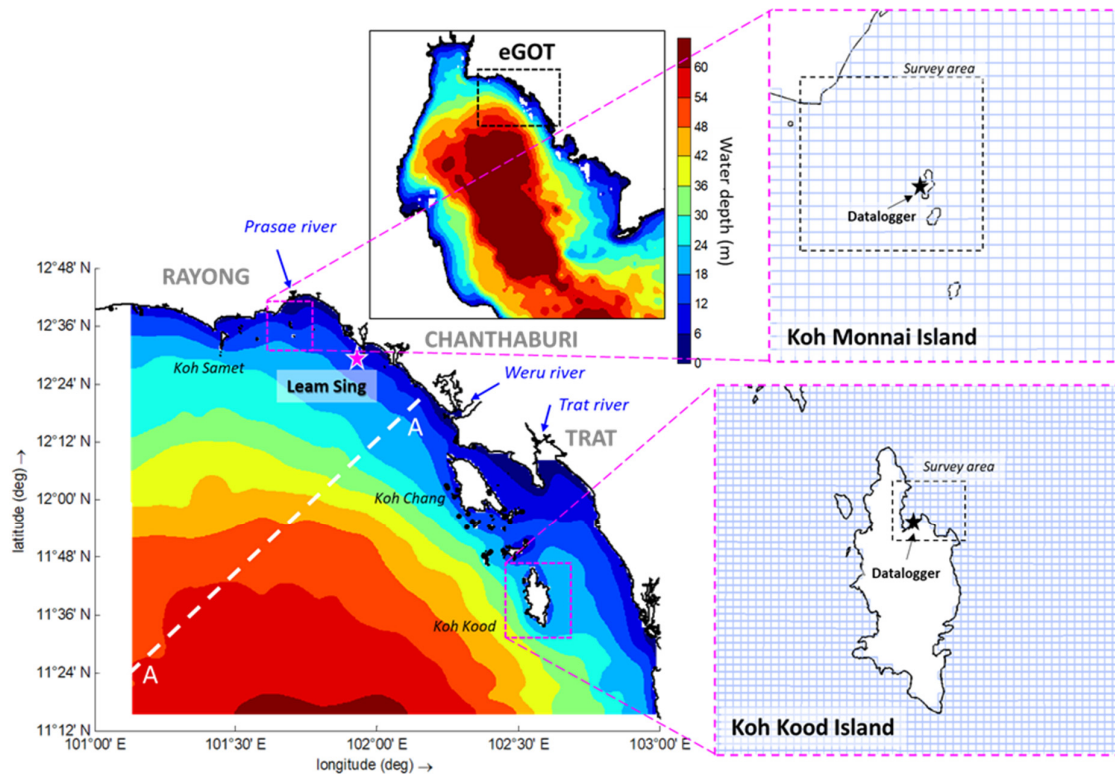 eGOT
60
54
48
42
36
30
24
18
12
6
0
Water depth (m)
Survey area
Datalogger
Koh Monnai Island
Prasae river
RAYONG
CHANTHABURI
Koh Samet
Leam Sing
Weru river
Trat river
TRAT
A
Koh Chang
Koh Kood
A
12°48' N
12°36' N
12°24' N
12°12' N
12°00' N
11°48' N
11°36' N
11°24' N
11°12' N
latitude (deg) →
101°00' E
101°30' E
102°00' E
102°30' E
103°00' E
longitude (deg) →
Survey area
Datalogger
Koh Kood Island